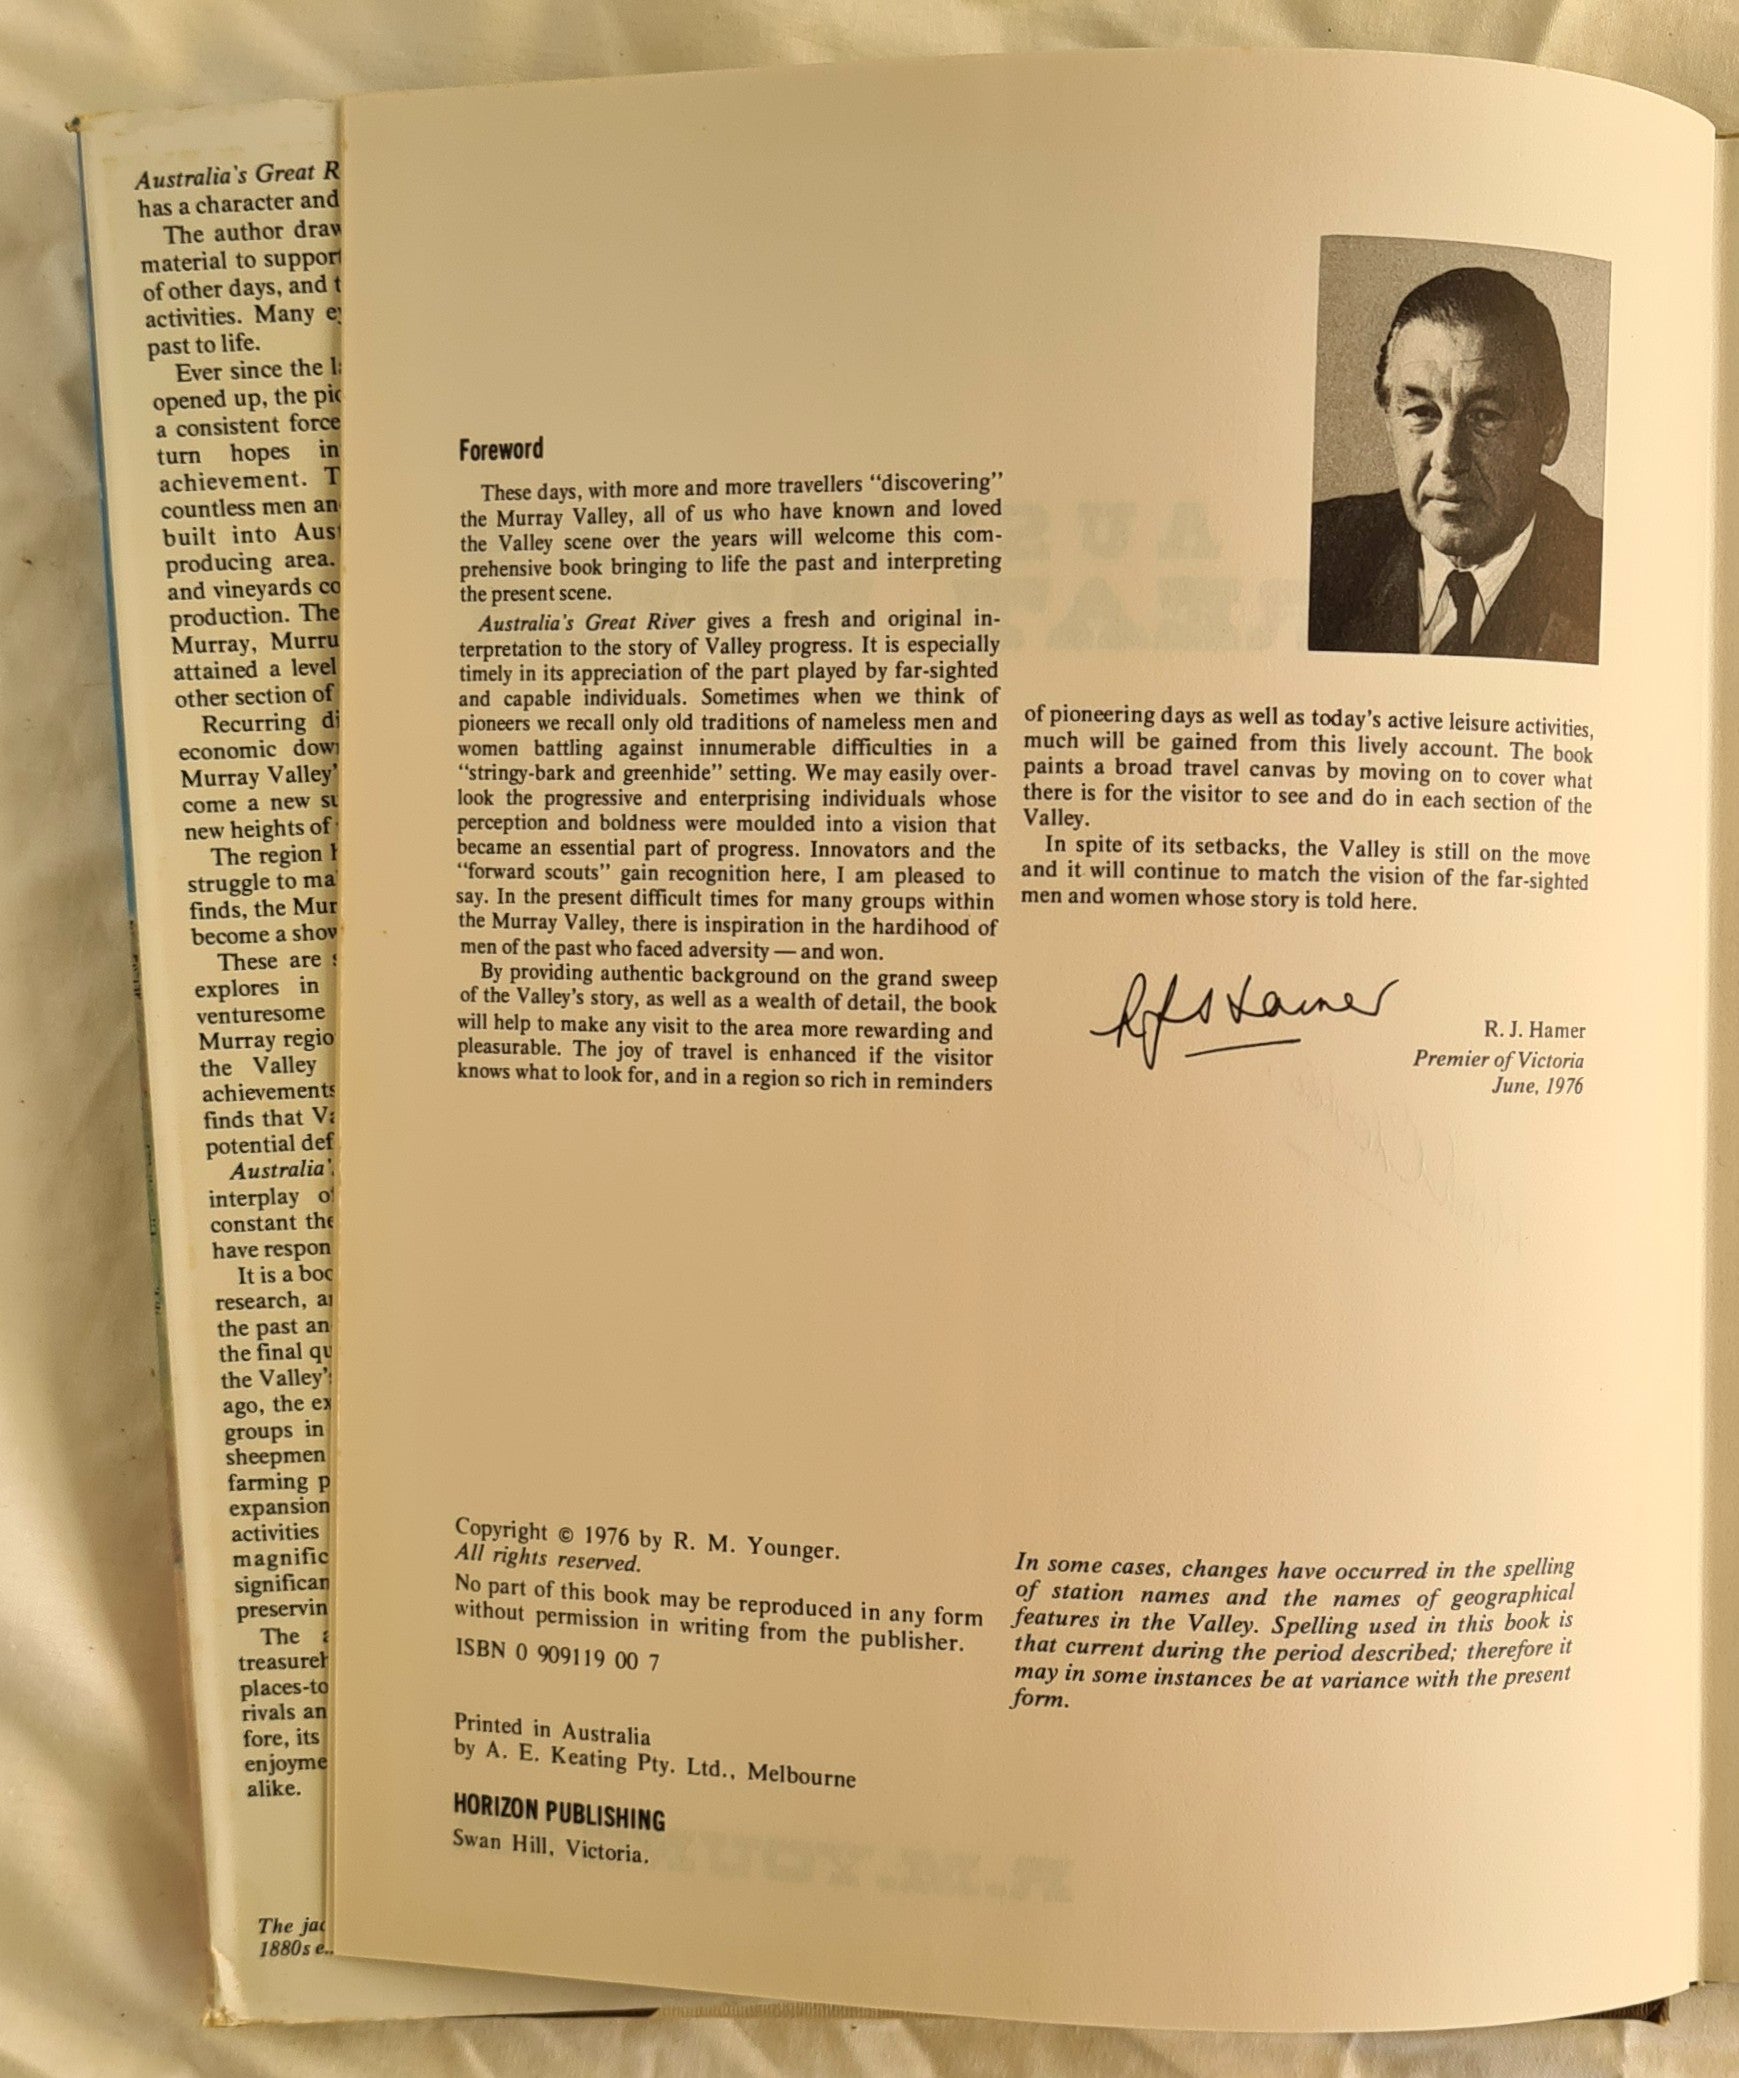 Australia's Great R
has a character and
The author draw
material to support
of other days, and t
activities. Many
past to life.
Ever since the
opened up, the
a consistent force
turn hopes in
achievement. T
countless men an
built into Aust
producing area.
and vineyards co
production. The
Murray, Murru
attained a level
other section of
Recurring di
economic down
Murray Valley'
come a new su
new heights of
The region
struggle to ma
finds, the Mur
become a show
These are
explores in
venturesome
Murray regio
the Valley
achievements
finds that Va
potential def
Australia'
interplay of
constant the
have respon
It is a boo
research, an
the past an
the final qu
the Valley'
ago, the ex
groups in
sheepmen
farming p
expansion
activities
magnific
significan
preservin
The
treasureh
places-to
rivals an
fore, its
enjoyme
alike.
The jac
1880s e
Foreword
These days, with more and more travellers "discovering"
the Murray Valley, all of us who have known and loved
the Valley scene over the years will welcome this com-
prehensive book bringing to life the past and interpreting
the present scene.
Australia's Great River gives a fresh and original in-
terpretation to the story of Valley progress. It is especially
timely in its appreciation of the part played by far-sighted
and capable individuals. Sometimes when we think of
pioneers we recall only old traditions of nameless men and
women battling against innumerable difficulties in a
"stringy-bark and greenhide" setting. We may easily over-
look the progressive and enterprising individuals whose
perception and boldness were moulded into a vision that
became an essential part of progress. Innovators and the
"forward scouts" gain recognition here, I am pleased to
say. In the present difficult times for many groups within
the Murray Valley, there is inspiration in the hardihood of
men of the past who faced adversity — and won.
By providing authentic background on the grand sweep
of the Valley's story, as well as a wealth of detail, the book
will help to make any visit to the area more rewarding and
pleasurable. The joy of travel is enhanced if the visitor
knows what to look for, and in a region so rich in reminders
of pioneering days as well as today's active leisure activities,
much will be gained from this lively account. The book
paints a broad travel canvas by moving on to cover what
there is for the visitor to see and do in each section of the
Valley.
In spite of its setbacks, the Valley is still on the move
and it will continue to match the vision of the far-sighted
men and women whose story is told here.
Hamer
R. J. Hamer
Premier of Victoria
June, 1976
Copyright © 1976 by R. M. Younger.
All rights reserved.
No part of this book may be reproduced in any form
without permission in writing from the publisher.
ISBN 0 909119 00 7
Printed in Australia
by A. E. Keating Pty. Ltd., Melbourne
HORIZON PUBLISHING
Swan Hill, Victoria.
In some cases, changes have occurred in the spelling
of station names and the names of geographical
features in the Valley. Spelling used in this book is
that current during the period described; therefore it
may in some instances be at variance with the present
form.